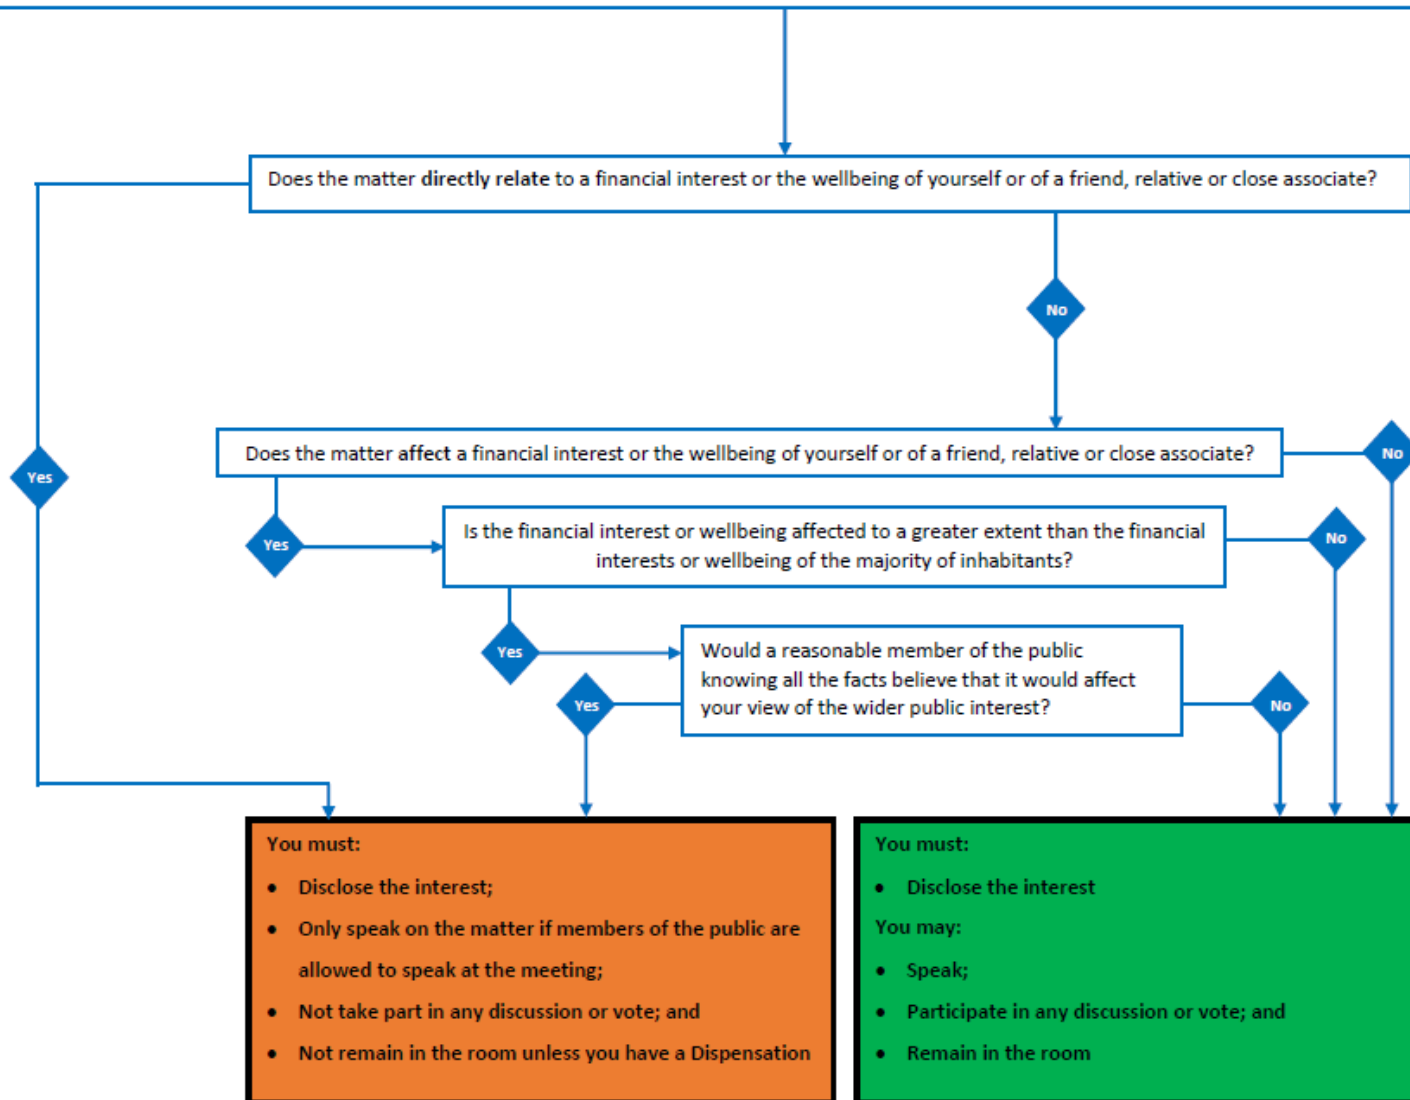 Does the matter directly relate to a financial interest or the wellbeing of yourself or of a friend, relative or close associate?
No
Does the matter affect a financial interest or the wellbeing of yourself or of a friend, relative or close associate?
No
Yes
Yes
Is the financial interest or wellbeing affected to a greater extent than the financial
interests or wellbeing of the majority of inhabitants?
No
Yes
Would a reasonable member of the public
knowing all the facts believe that it would affect
your view of the wider public interest?
Yes
No
You must:
• Disclose the interest;
• Only speak on the matter if members of the public are
allowed to speak at the meeting;
• Not take part in any discussion or vote; and
• Not remain in the room unless you have a Dispensation
You must:
• Disclose the interest
You may:
• Speak;
• Participate in any discussion or vote; and
• Remain in the room